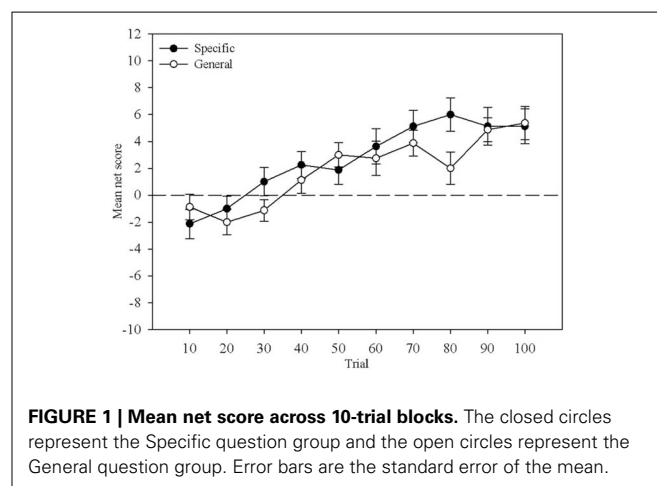 12
10
8
6
4
2
0
-2
-4
-6
-8
-10
Mean net score
Specific
General
10 20 30 40 50 60 70 80 90 100
Trial
FIGURE 1 | Mean net score across 10-trial blocks. The closed circles
represent the Specific question group and the open circles represent the
General question group. Error bars are the standard error of the mean.